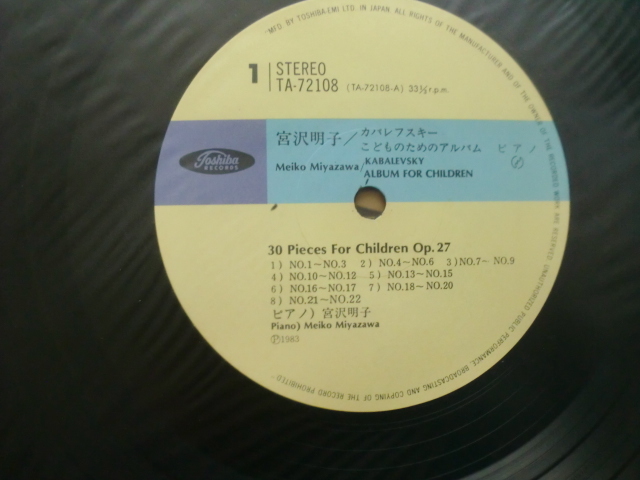 MFD. BY TOSHIBA EMI LTD. IN JAPAN. ALL RIGHTS OF THE MANUFACTURER AND OF THE OWNER OF THE RECORDED WORK ARE RESERVED. UNAUTHORIZED PUBLIC PERFORMANCE, BROADCASTING AND COPYING OF THE RECORD PROHIBITED
1
STEREO
TA-72108 (TA-72108-A) 33⅓r.p.m.
Toshiba
RECORDS
宮沢明子/カバレフスキー
こどものためのアルバム ピアノ
Meiko Miyazawa/KABALEVSKY
ALBUM FOR CHILDREN
30 Pieces For Children Op.27
1) NO.1~NO.3 2) NO.4~NO.6 3)NO.7~NO.9
4) NO.10~NO.12 5) NO.13~NO.15
6) NO.16~NO.17 7) NO.18~NO.20
8) NO.21~NO.22
ピアノ) 宮沢明子
Piano) Meiko Miyazawa
℗1983